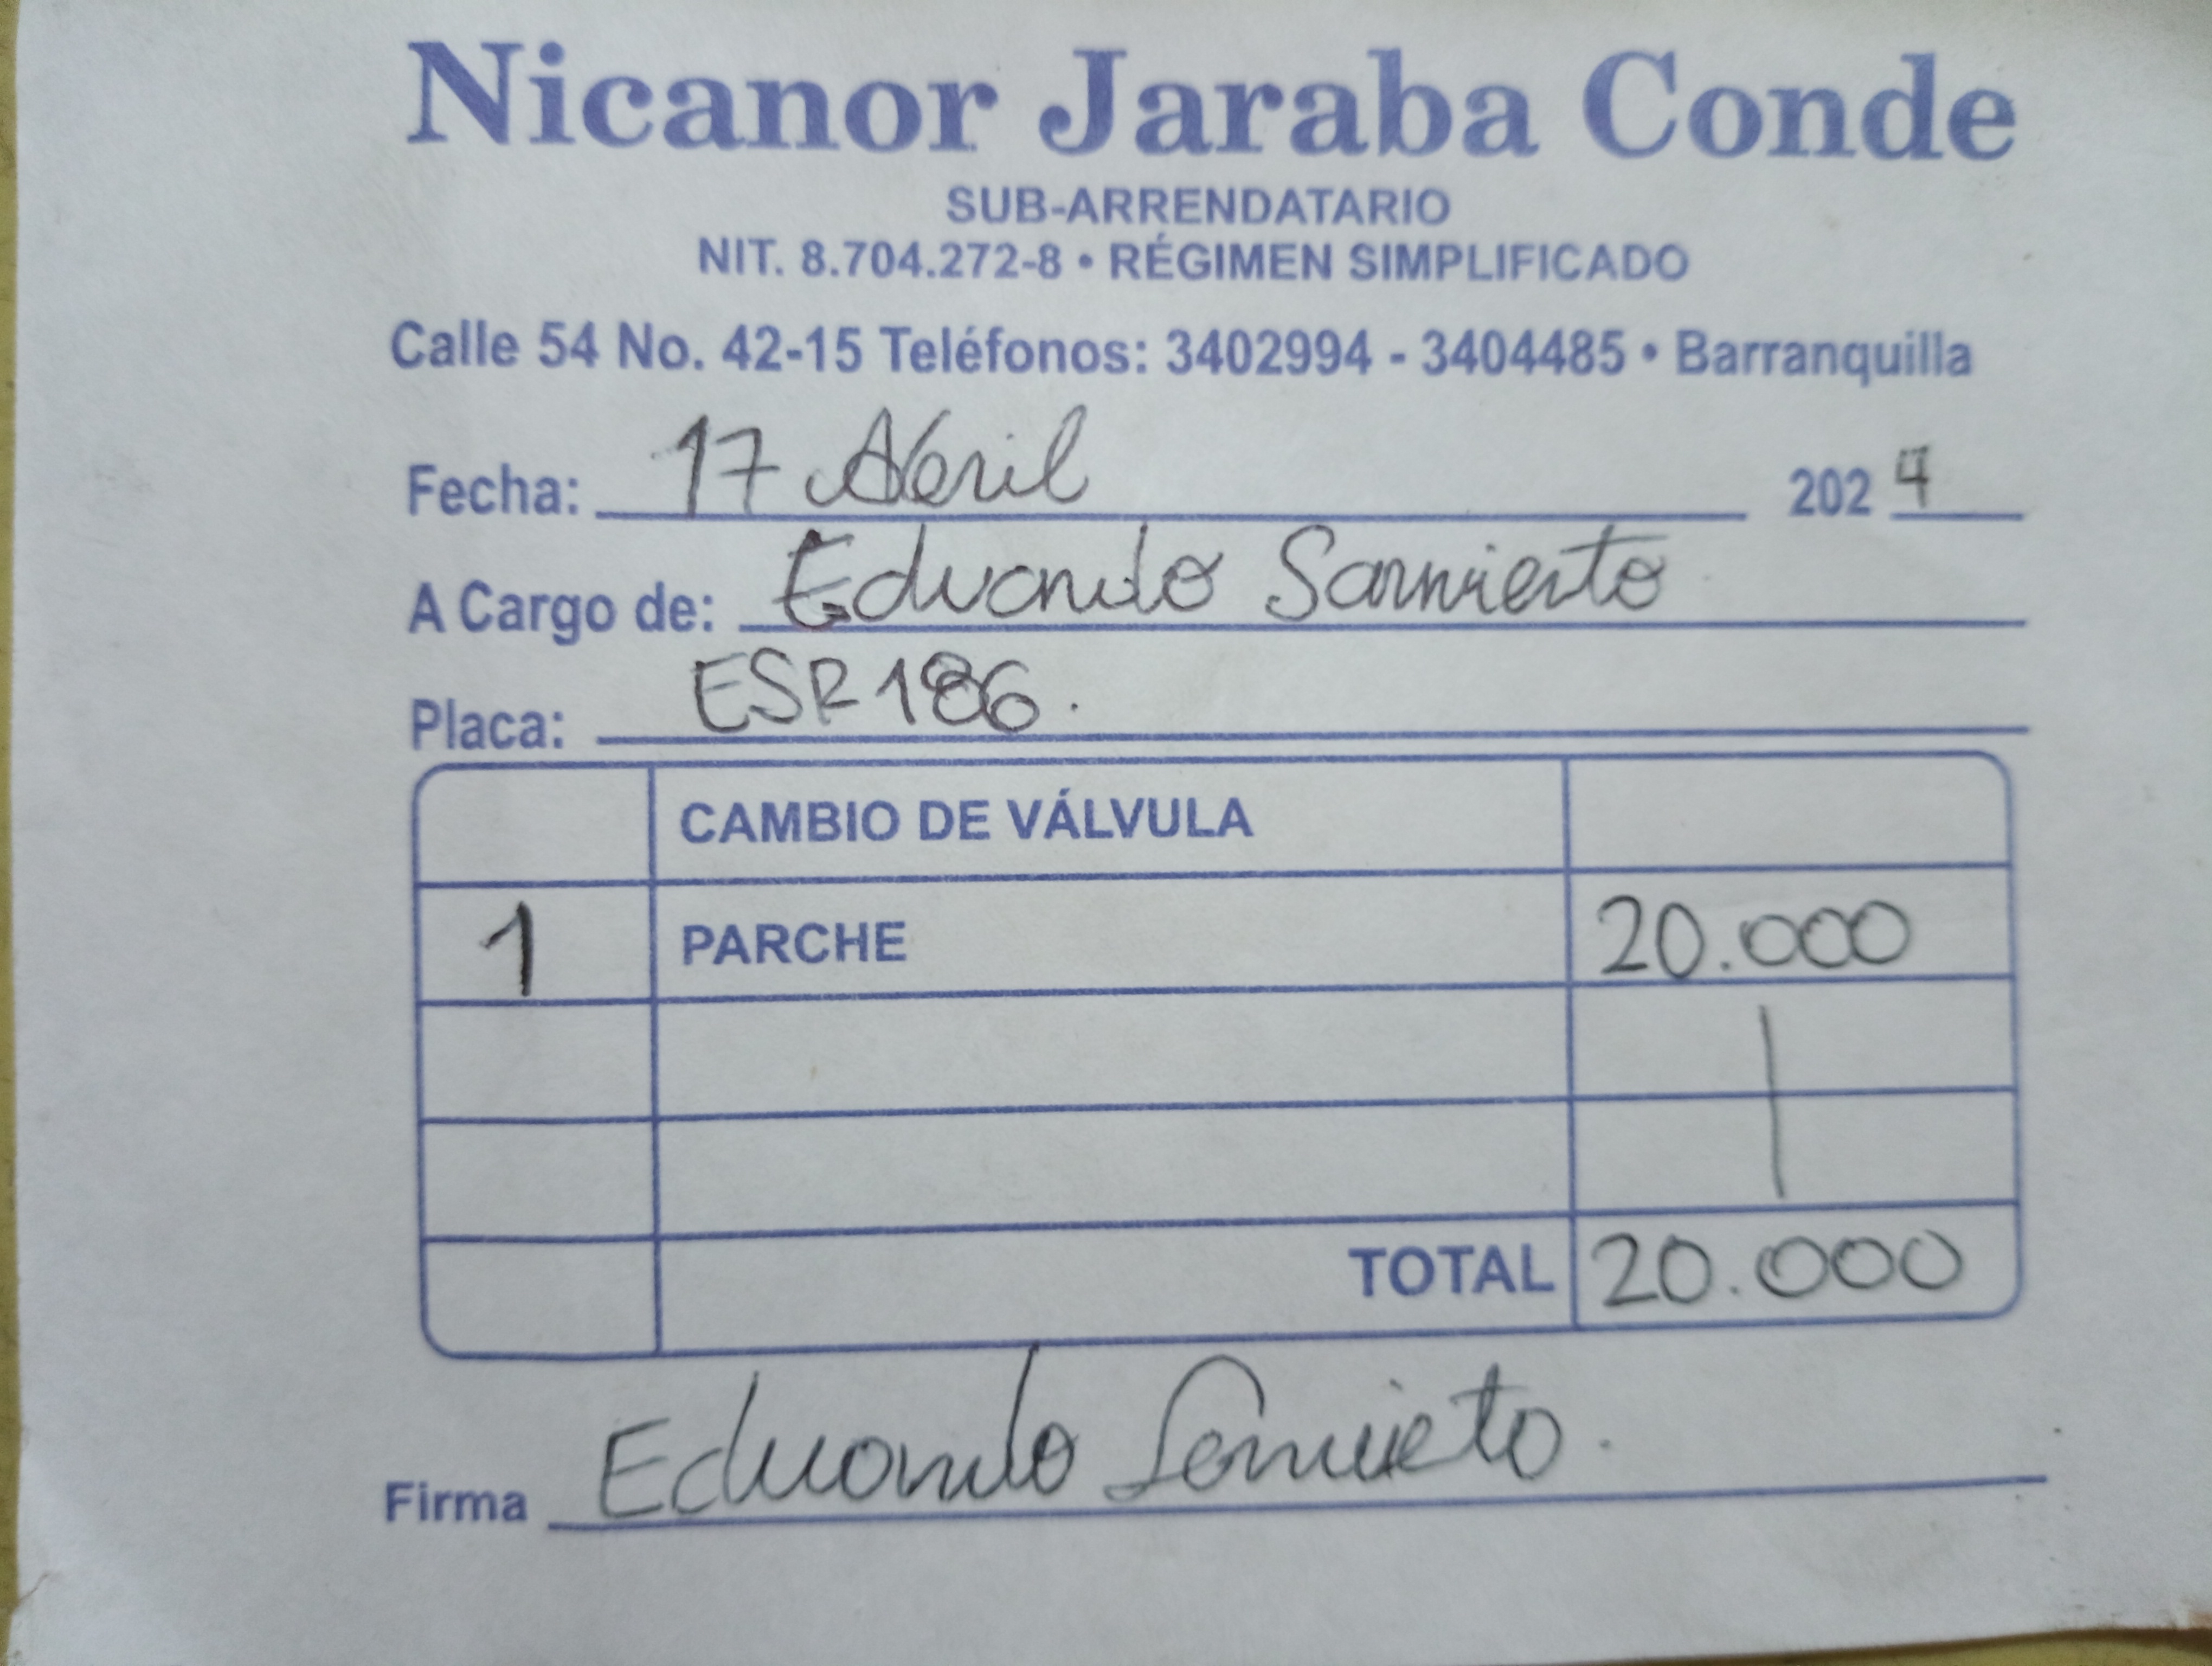 Nicanor Jaraba Conde
SUB-ARRENDATARIO
NIT. 8.704.272-8 • RÉGIMEN SIMPLIFICADO
Calle 54 No. 42-15 Teléfonos: 3402994 - 3404485 • Barranquilla
Fecha: 17 Abril 2024
A Cargo de: Eduardo Sarmiento
Placa: ESR186.
CAMBIO DE VÁLVULA
1 PARCHE 20.000
TOTAL 20.000
Firma Eduardo Sarmieto.